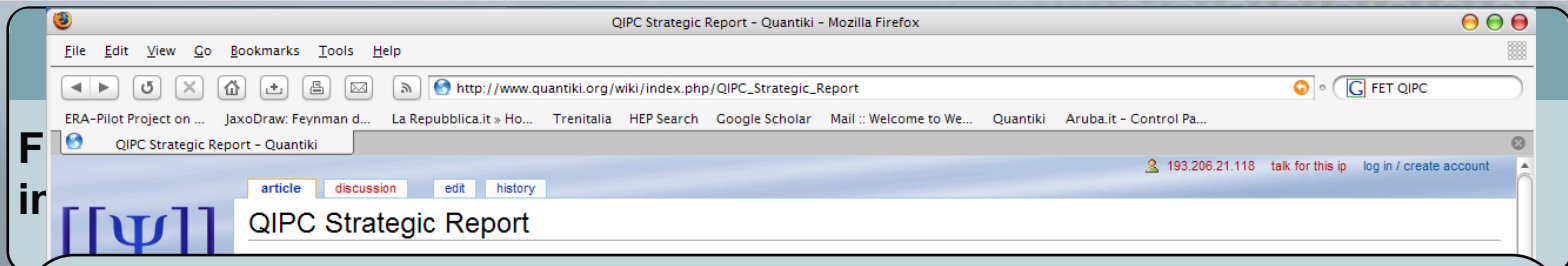 QIPC Strategic Report - Quantiki - Mozilla Firefox
File Edit View Go Bookmarks Tools Help
http://www.quantiki.org/wiki/index.php/QIPC_Strategic_Report G FET QIPC
ERA-Pilot Project on ... JaxoDraw: Feynman d... La Repubblica.it » Ho... Trenitalia HEP Search Google Scholar Mail :: Welcome to We... Quantiki Aruba.it - Control Pa...
QIPC Strategic Report - Quantiki
193.206.21.118 talk for this ip log in / create account
article discussion edit history
[[Ψ]] QIPC Strategic Report